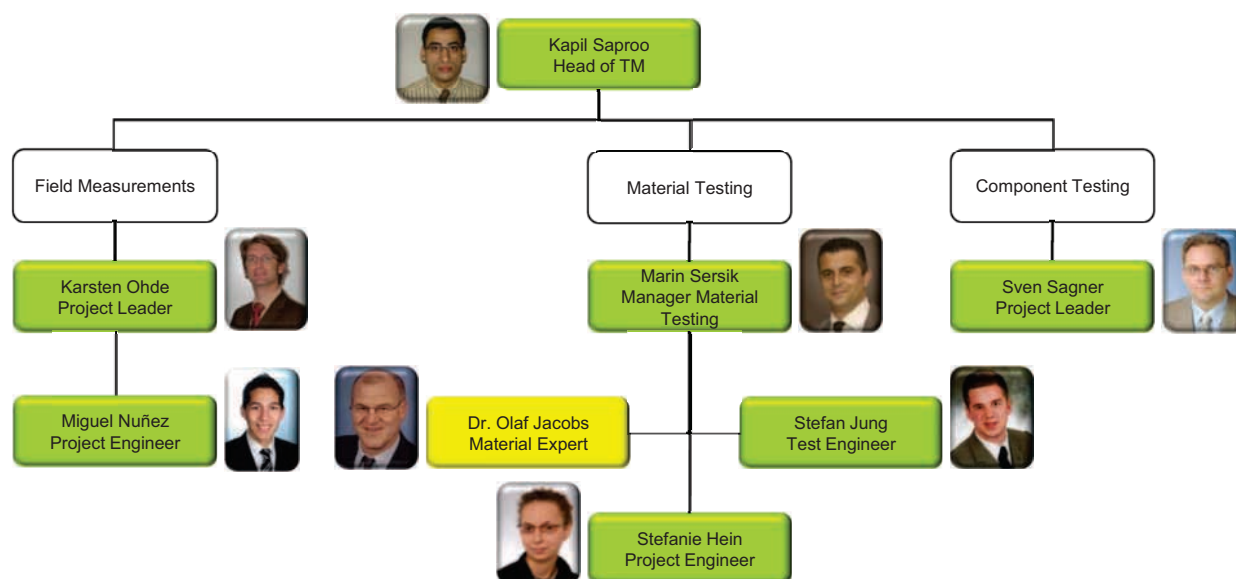 Kapil Saproo
Head of TM
Field Measurements
Material Testing
Component Testing
Karsten Ohde
Project Leader
Marin Sersik
Manager Material
Testing
Sven Sagner
Project Leader
Miguel Nuñez
Project Engineer
Dr. Olaf Jacobs
Material Expert
Stefan Jung
Test Engineer
Stefanie Hein
Project Engineer